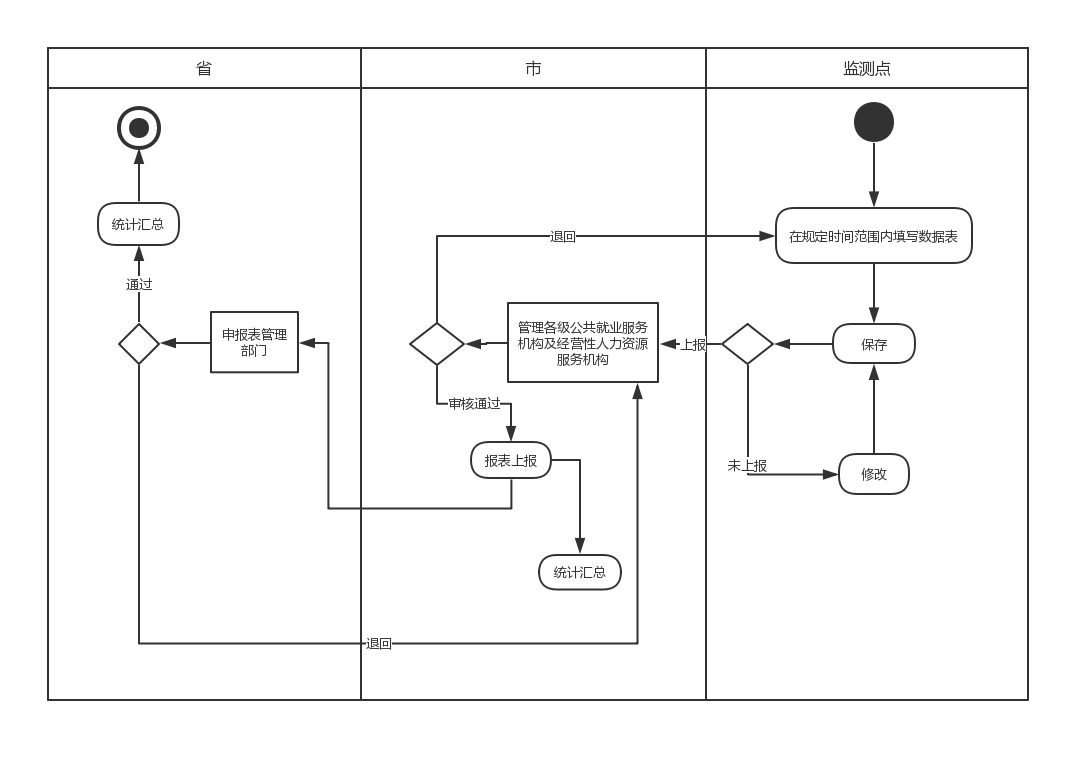 省
市
监测点
统计汇总
通过
申报表管理
部门
退回
管理各级公共就业服务
机构及经营性人力资源
服务机构
审核通过
报表上报
统计汇总
退回
在规定时间范围内填写数据表
上报
保存
未上报
修改